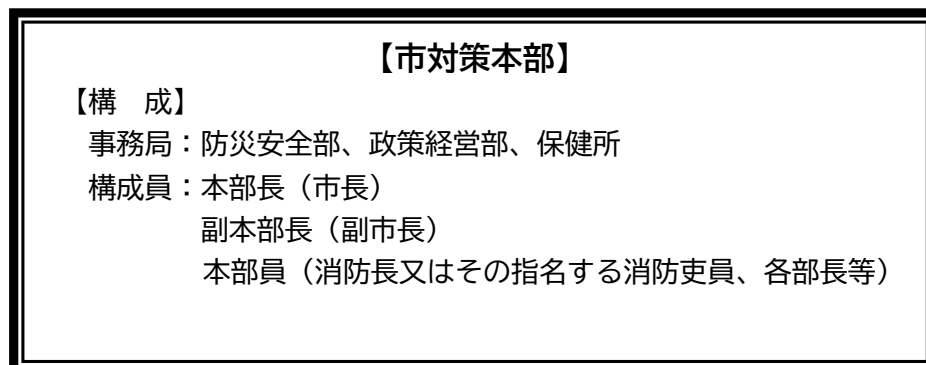 【市対策本部】
【構　成】
事務局：防災安全部、政策経営部、保健所
構成員：本部長（市長）
副本部長（副市長）
本部員（消防長又はその指名する消防吏員、各部長等）